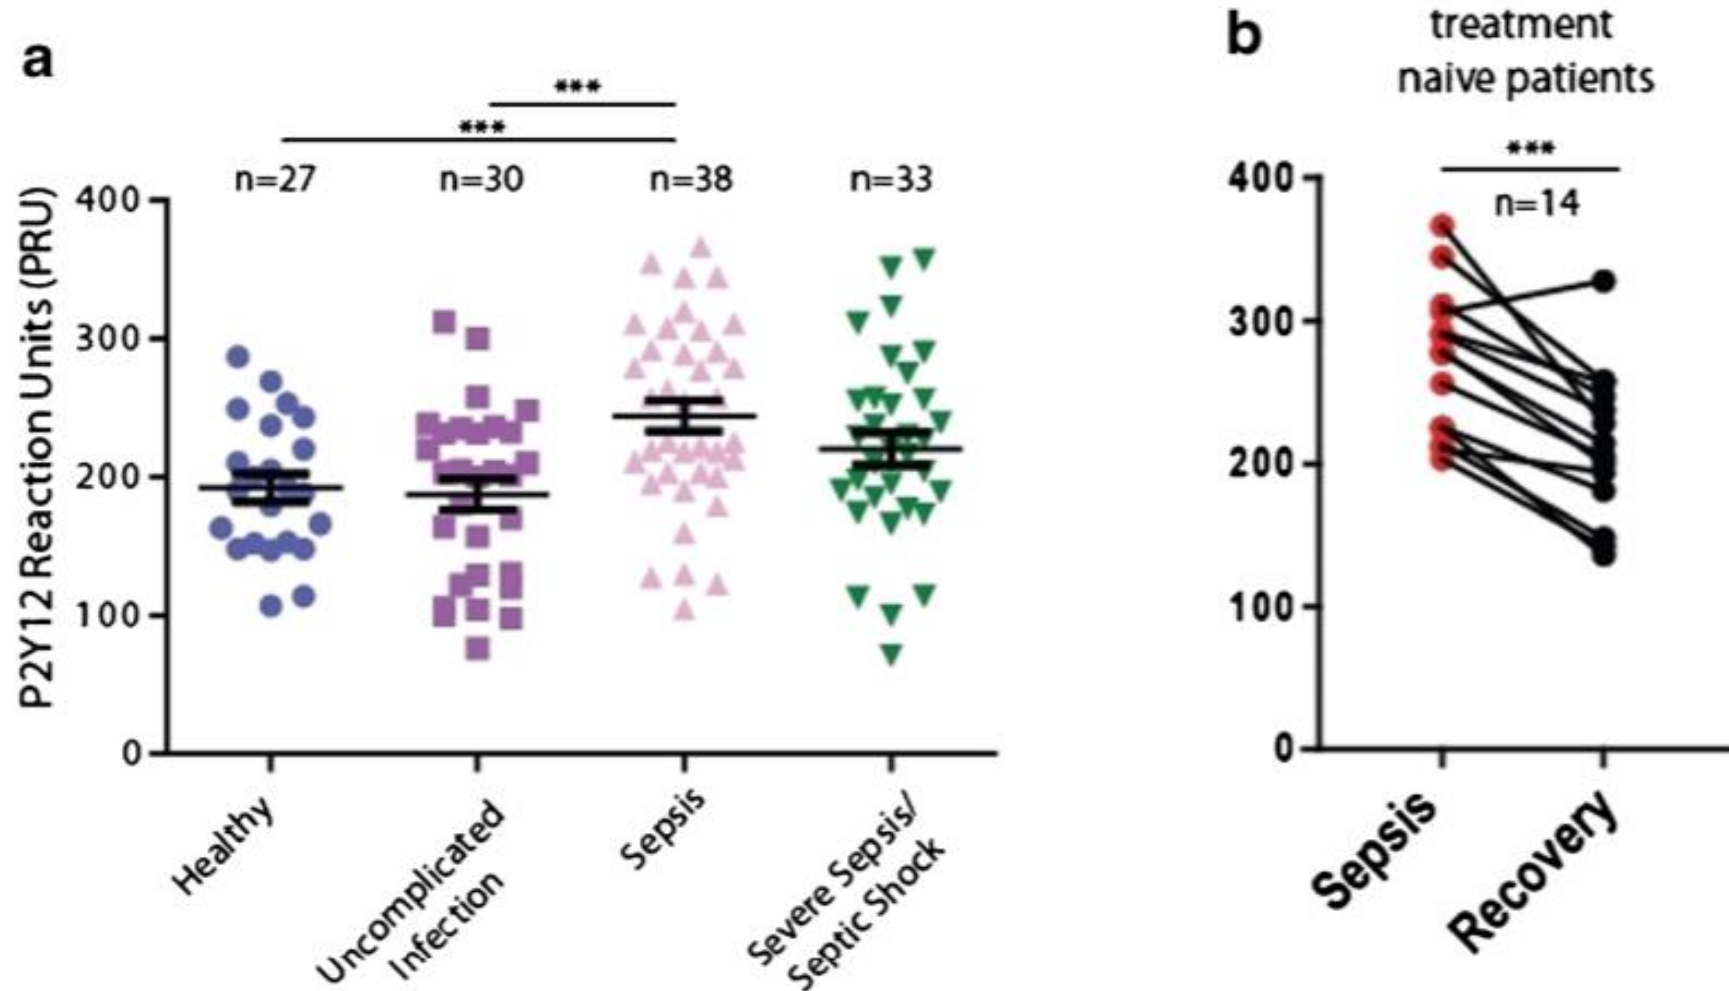 a
***
***
n=27
n=30
n=38
n=33
P2Y12 Reaction Units (PRU)
400
300
200
100
0
Healthy
Uncomplicated
Infection
Sepsis
Severe Sepsis/
Septic Shock
b
treatment
naive patients
***
n=14
400
300
200
100
0
Sepsis
Recovery